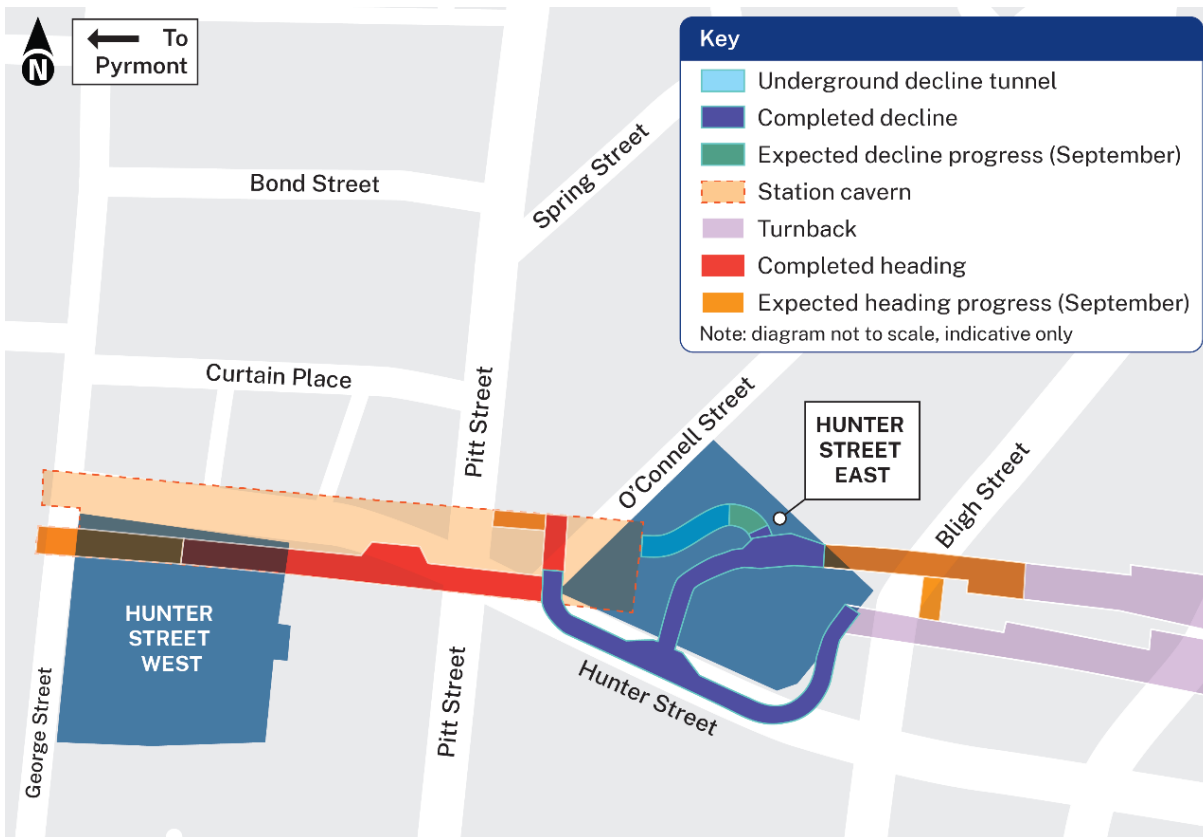 N
To
Pyrmont
Key
Underground decline tunnel
Completed decline
Expected decline progress (September)
Station cavern
Turnback
Completed heading
Expected heading progress (September)
Note: diagram not to scale, indicative only
Bond Street
Spring Street
Curtain Place
Pitt Street
O'Connell Street
HUNTER
STREET
EAST
Bligh Street
HUNTER
STREET
WEST
George Street
Pitt Street
Hunter Street